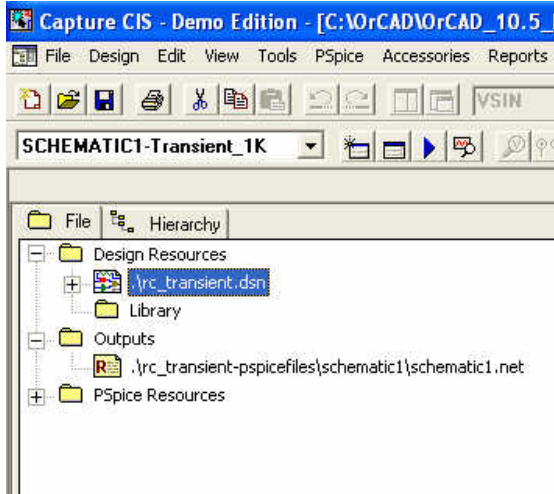 Capture CIS - Demo Edition - [C:\OrCAD\OrCAD_10.5_
File Design Edit View Tools PSpice Accessories Reports
VSIN
SCHEMATIC1-Transient_1K
File Hierarchy
Design Resources
.\rc_transient.dsn
Library
Outputs
.\rc_transient-pspicefiles\schematic1\schematic1.net
PSpice Resources